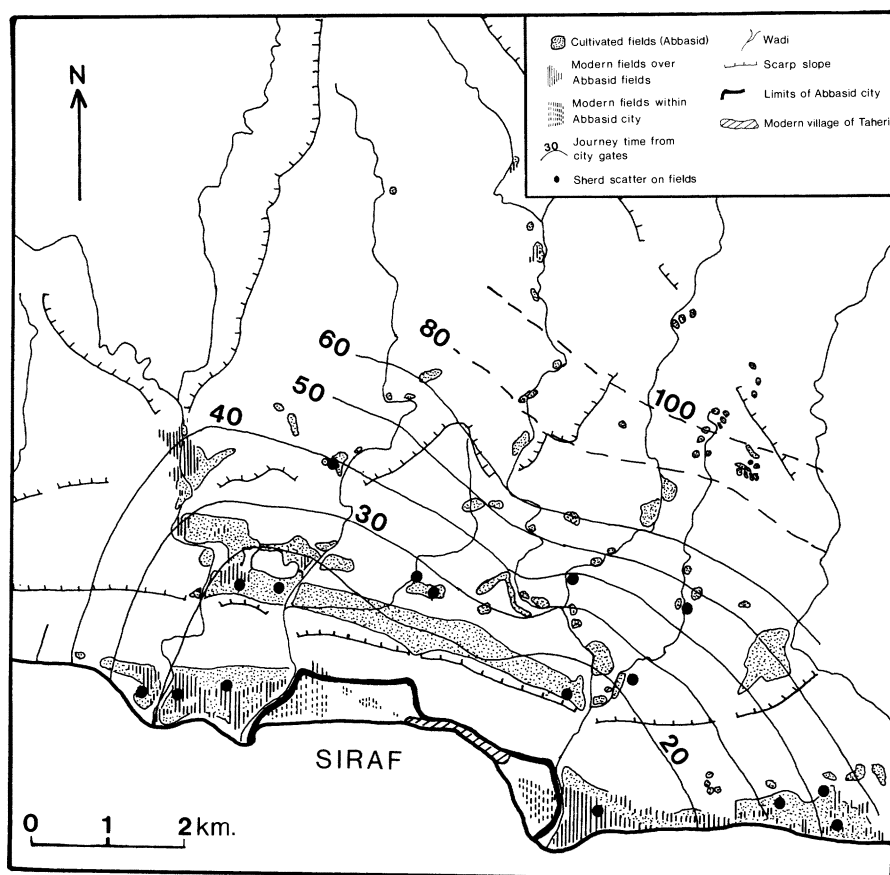 N
Cultivated fields (Abbasid)
Modern fields over
Abbasid fields
Modern fields within
Abbasid city
30 Journey time from
city gates
Sherd scatter on fields
Wadi
Scarp slope
Limits of Abbasid city
Modern village of Taheri
60
80
50
40
100
30
20
SIRAF
0 1 2 km.